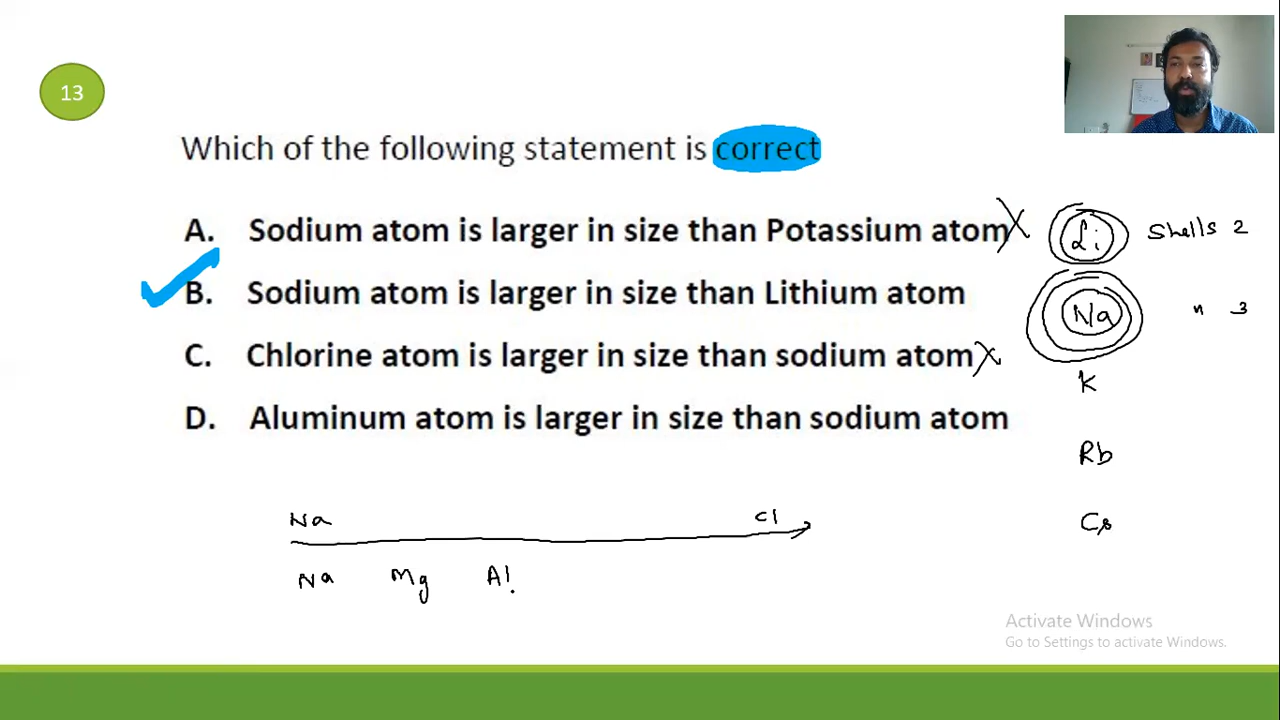 13
Which of the following statement is correct
A. Sodium atom is larger in size than Potassium atom X
B. Sodium atom is larger in size than Lithium atom
C. Chlorine atom is larger in size than sodium atom X
D. Aluminum atom is larger in size than sodium atom
Li Shells 2
Na " 3
K
Rb
Cs
Na Cl
Na Mg Al
Activate Windows
Go to Settings to activate Windows.